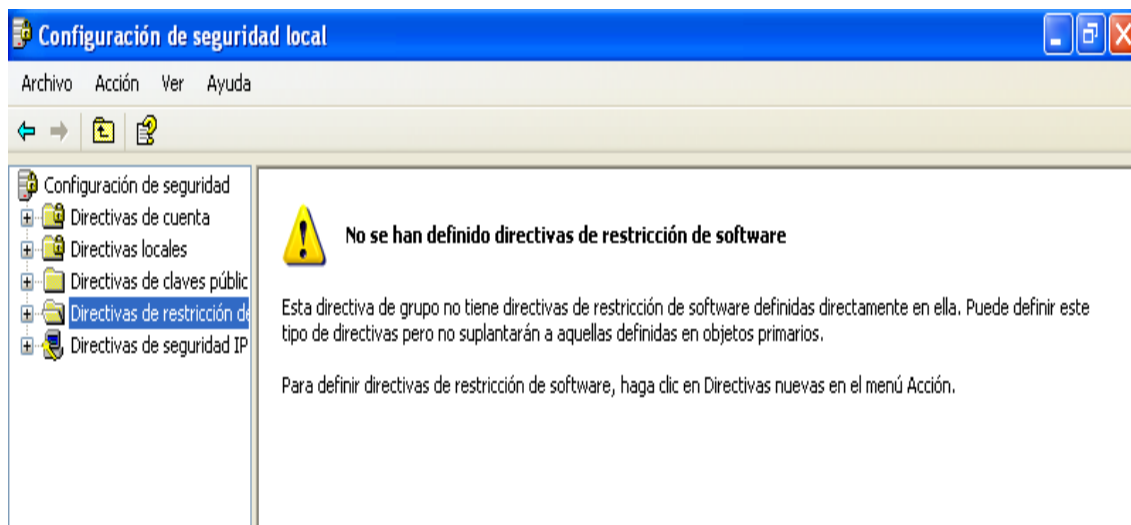 Configuración de seguridad local
Archivo Acción Ver Ayuda
Configuración de seguridad
Directivas de cuenta
Directivas locales
Directivas de claves públic
Directivas de restricción de
Directivas de seguridad IP
No se han definido directivas de restricción de software
Esta directiva de grupo no tiene directivas de restricción de software definidas directamente en ella. Puede definir este
tipo de directivas pero no suplantarán a aquellas definidas en objetos primarios.
Para definir directivas de restricción de software, haga clic en Directivas nuevas en el menú Acción.